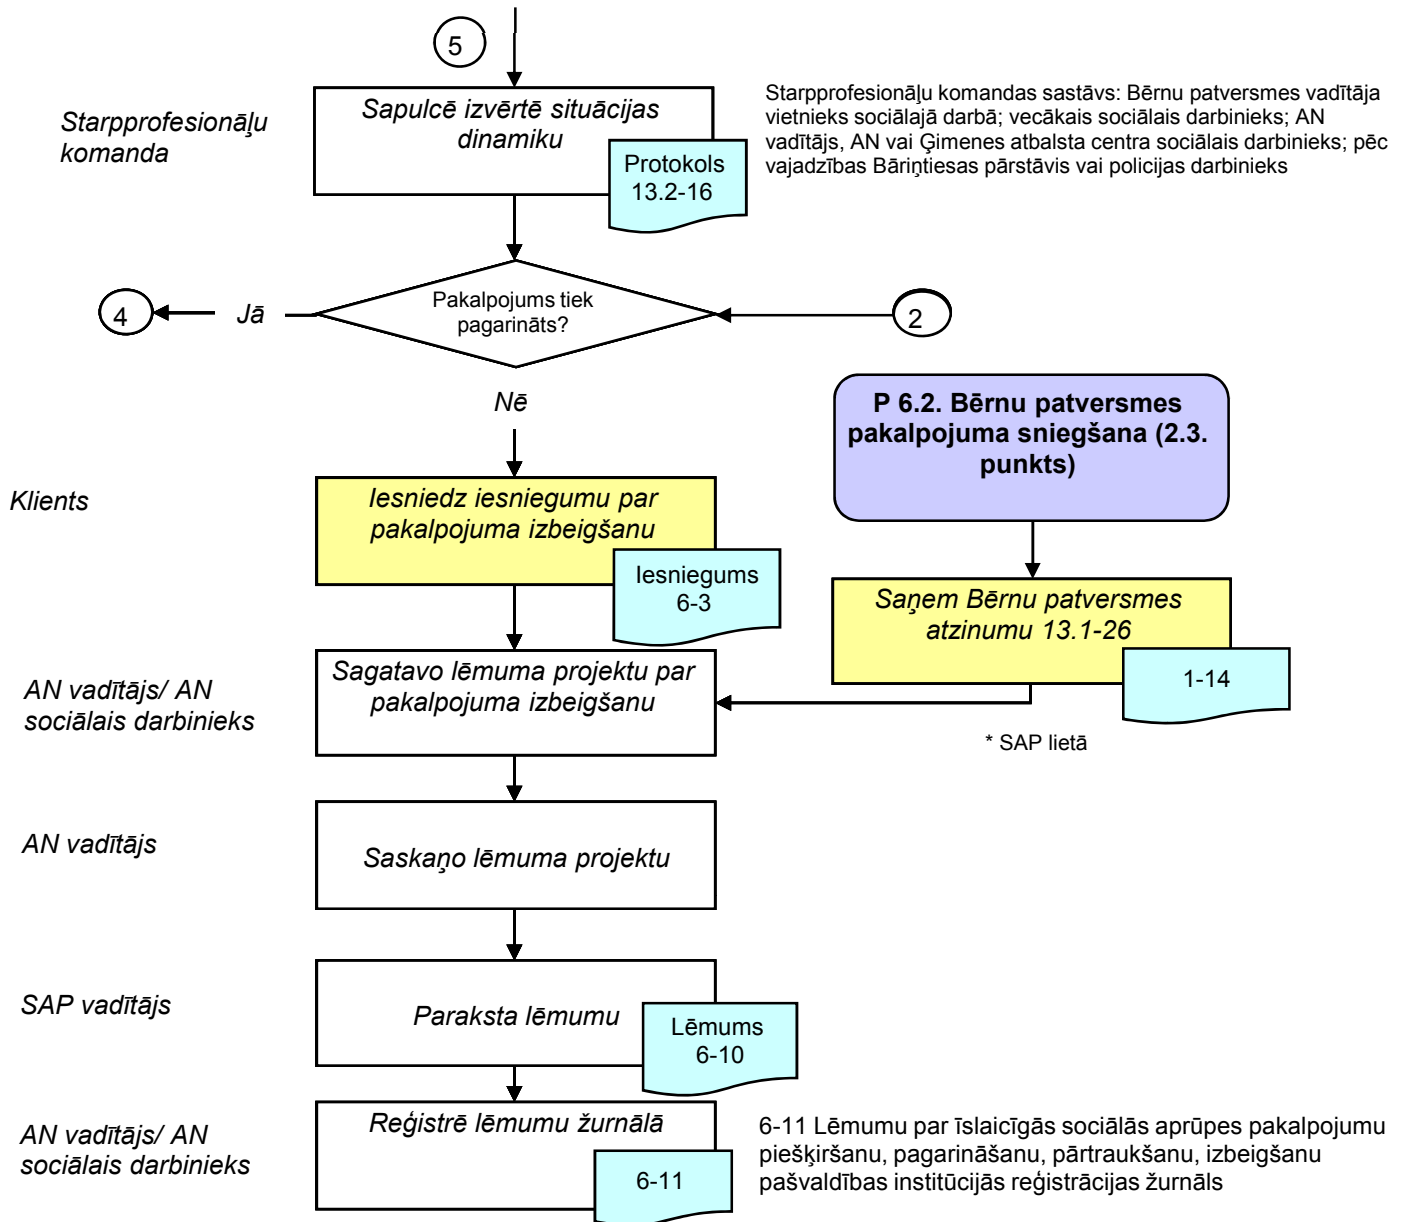 5
Starpprofesionāļu
komanda
Sapulcē izvērtē situācijas
dinamiku
Protokols
13.2-16
Starpprofesionāļu komandas sastāvs: Bērnu patversmes vadītāja
vietnieks sociālajā darbā; vecākais sociālais darbinieks; AN
vadītājs, AN vai Ģimenes atbalsta centra sociālais darbinieks; pēc
vajadzības Bāriņtiesas pārstāvis vai policijas darbinieks
4
Jā
Pakalpojums tiek
pagarināts?
2
Nē
P 6.2. Bērnu patversmes
pakalpojuma sniegšana (2.3.
punkts)
Klients
Iesniedz iesniegumu par
pakalpojuma izbeigšanu
Iesniegums
6-3
Saņem Bērnu patversmes
atzinumu 13.1-26
1-14
* SAP lietā
AN vadītājs/ AN
sociālais darbinieks
Sagatavo lēmuma projektu par
pakalpojuma izbeigšanu
AN vadītājs
Saskaņo lēmuma projektu
SAP vadītājs
Paraksta lēmumu
Lēmums
6-10
AN vadītājs/ AN
sociālais darbinieks
Reģistrē lēmumu žurnālā
6-11
6-11 Lēmumu par īslaicīgās sociālās aprūpes pakalpojumu
piešķiršanu, pagarināšanu, pārtraukšanu, izbeigšanu
pašvaldības institūcijās reģistrācijas žurnāls